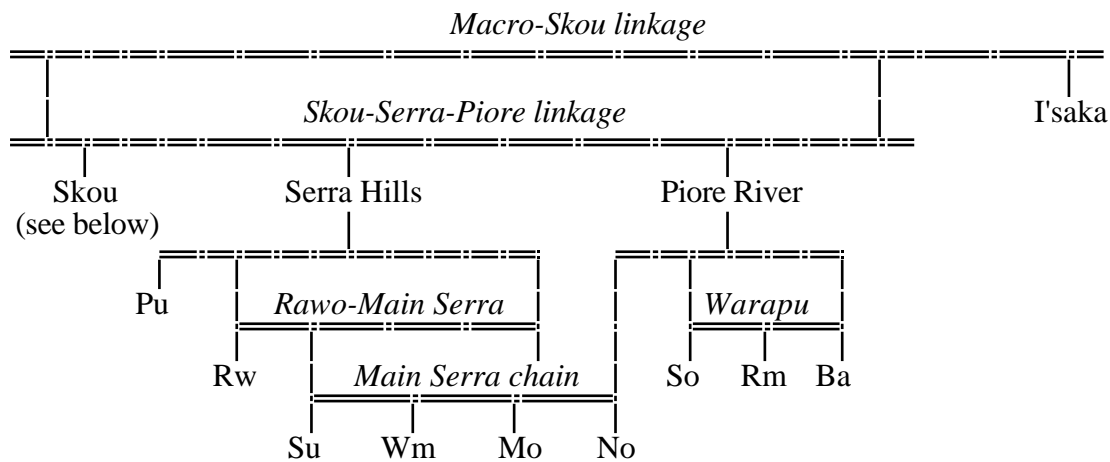 Macro-Skou linkage
Skou-Serra-Piore linkage
I'saka
Skou
(see below)
Serra Hills
Piore River
Pu
Rawo-Main Serra
Warapu
Rw
Main Serra chain
So
Rm
Ba
Su
Wm
Mo
No